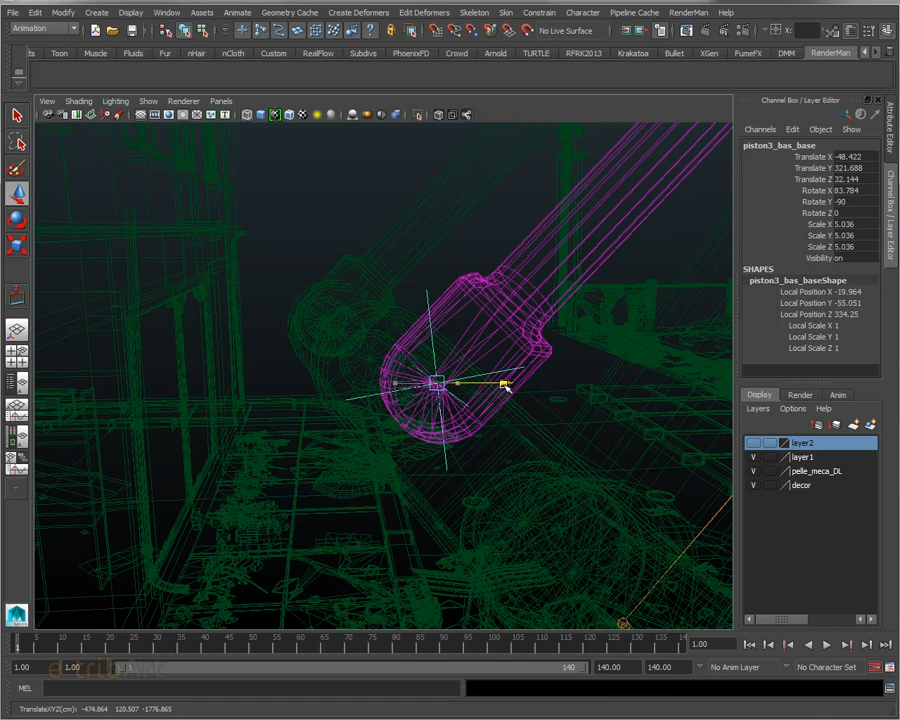 File Edit Modify Create Display Window Assets Animate Geometry Cache Create Deformers Edit Deformers Skeleton Skin Constrain Character Pipeline Cache RenderMan Help
Animation No Live Surface
ts Toon Muscle Fluids Fur nHair nCloth Custom RealFlow Subdivs PhoenixFD Crowd Arnold TURTLE RFRK2013 Krakatoa Bullet XGen FumeFX DMM RenderMan
View Shading Lighting Show Renderer Panels
Channel Box / Layer Editor
Channels Edit Object Show
piston3_bas_base
Translate X -48.422
Translate Y 321.688
Translate Z 32.144
Rotate X 83.784
Rotate Y -90
Rotate Z 0
Scale X 5.036
Scale Y 5.036
Scale Z 5.036
Visibility on
SHAPES
piston3_bas_baseShape
Local Position X -19.964
Local Position Y -55.051
Local Position Z 334.25
Local Scale X 1
Local Scale Y 1
Local Scale Z 1
Attribute Editor
Channel Box / Layer Editor
Display Render Anim
Layers Options Help
layer2
V layer1
V pelle_meca_DL
V decor
1 5 10 15 20 25 30 35 40 45 50 55 60 65 70 75 80 85 90 95 100 105 110 115 120 125 130 135 14 1.00
1.00 1.00 1 140 140.00 140.00 No Anim Layer No Character Set
MEL
TranslateXYZ(cm): -474.864 120.507 -1776.865